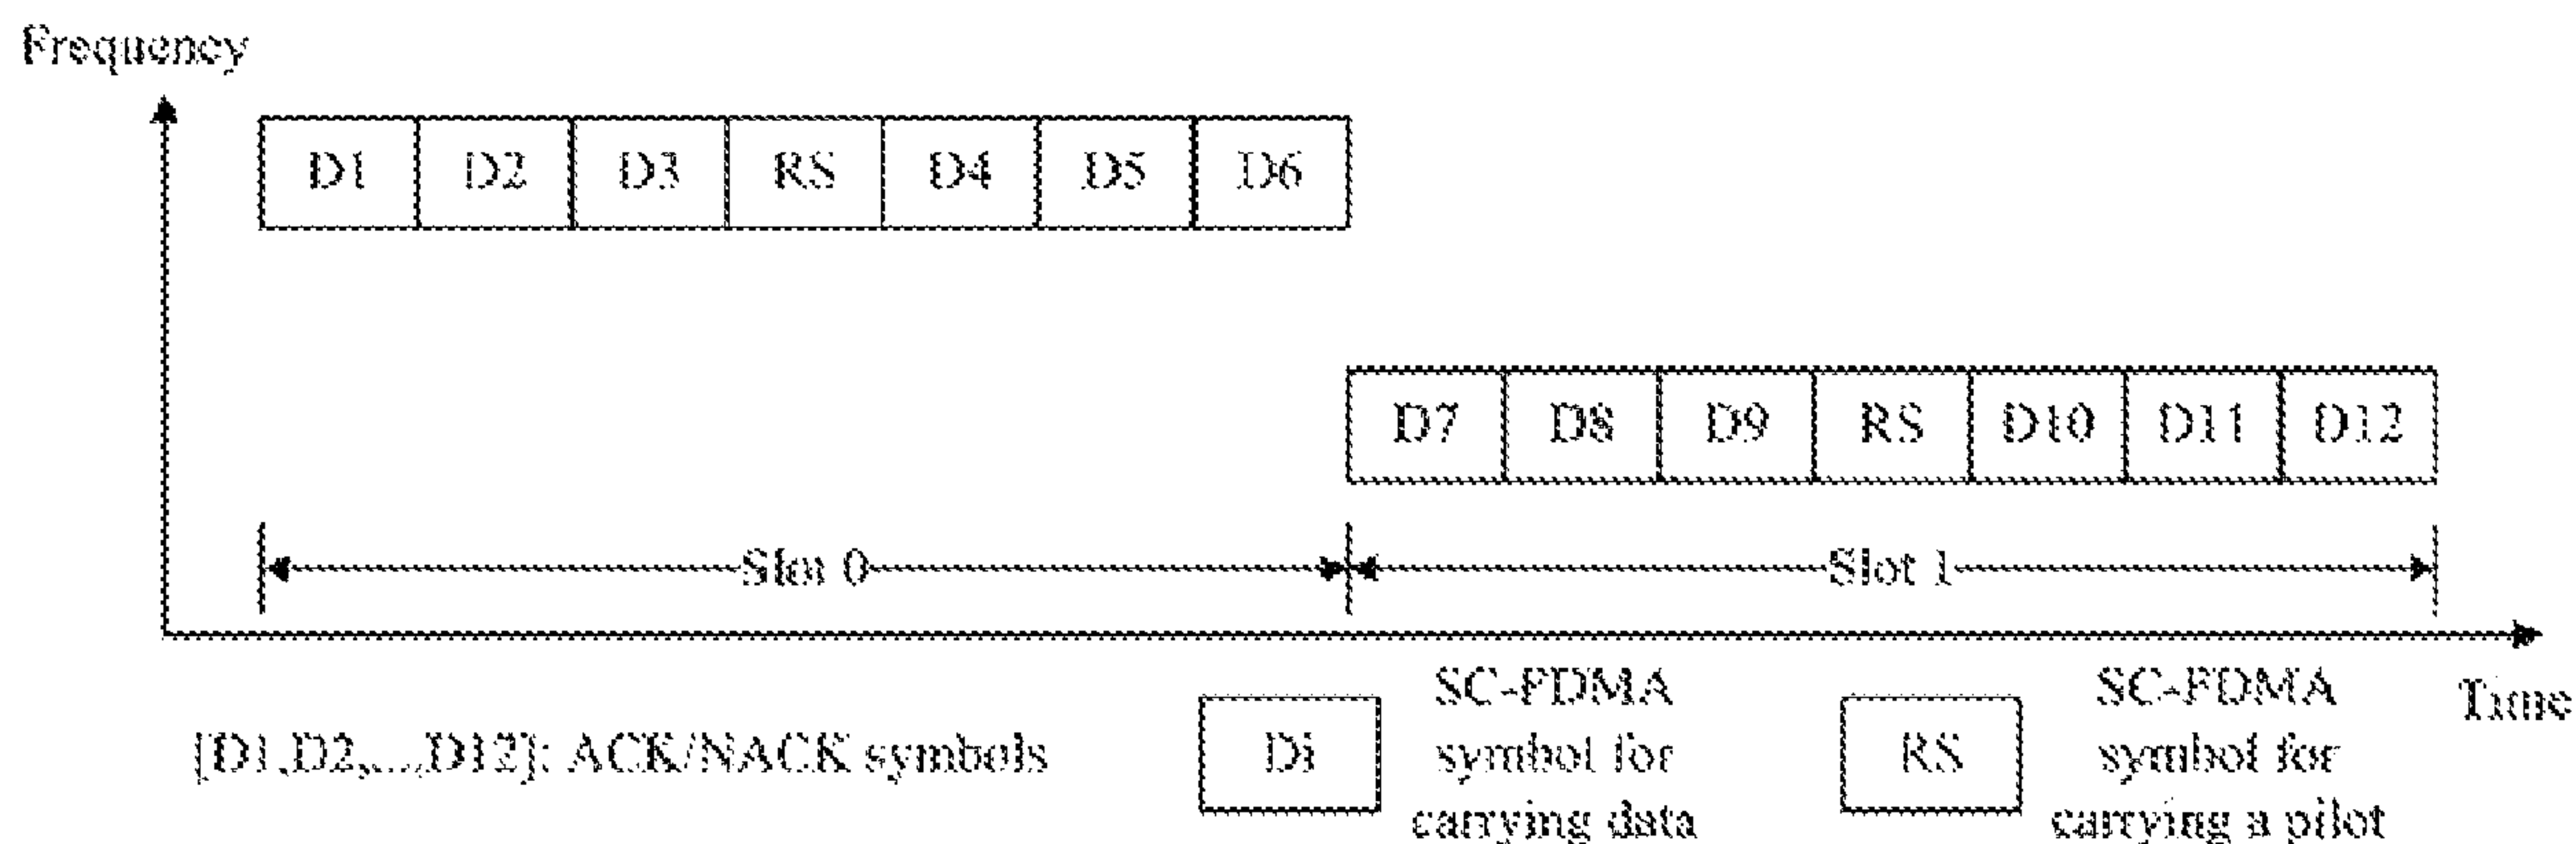 Frequency
D1 D2 D3 RS D4 D5 D6
D7 D8 D9 RS D10 D11 D12
Slot 0 Slot 1
Time
[D1,D2,...,D12]: ACK/NACK symbols
Di
SC-FDMA
symbol for
carrying data
RS
SC-FDMA
symbol for
carrying a pilot